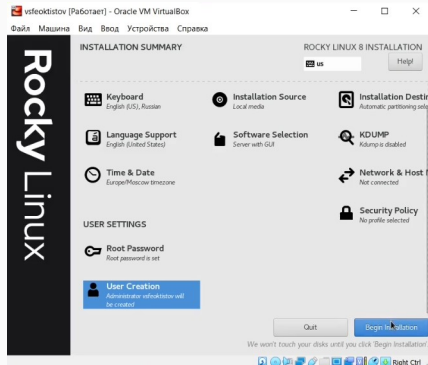 vsfeoktistov [Работает] - Oracle VM VirtualBox
Файл Машина Вид Ввод Устройства Справка
INSTALLATION SUMMARY
ROCKY LINUX 8 INSTALLATION
us
Help!
Rocky Linux
Keyboard
English (US), Russian
Installation Source
Local media
Installation Destin
Automatic partitioning sele
Language Support
English (United States)
Software Selection
Server with GUI
KDUMP
Kdump is disabled
Time & Date
Europe/Moscow timezone
Network & Host N
Not connected
Security Policy
No profile selected
USER SETTINGS
Root Password
Root password is set
User Creation
Administrator vsfeoktistov will
be created
Quit
Begin Installation
We won't touch your disks until you click 'Begin Installation'
Right Ctrl